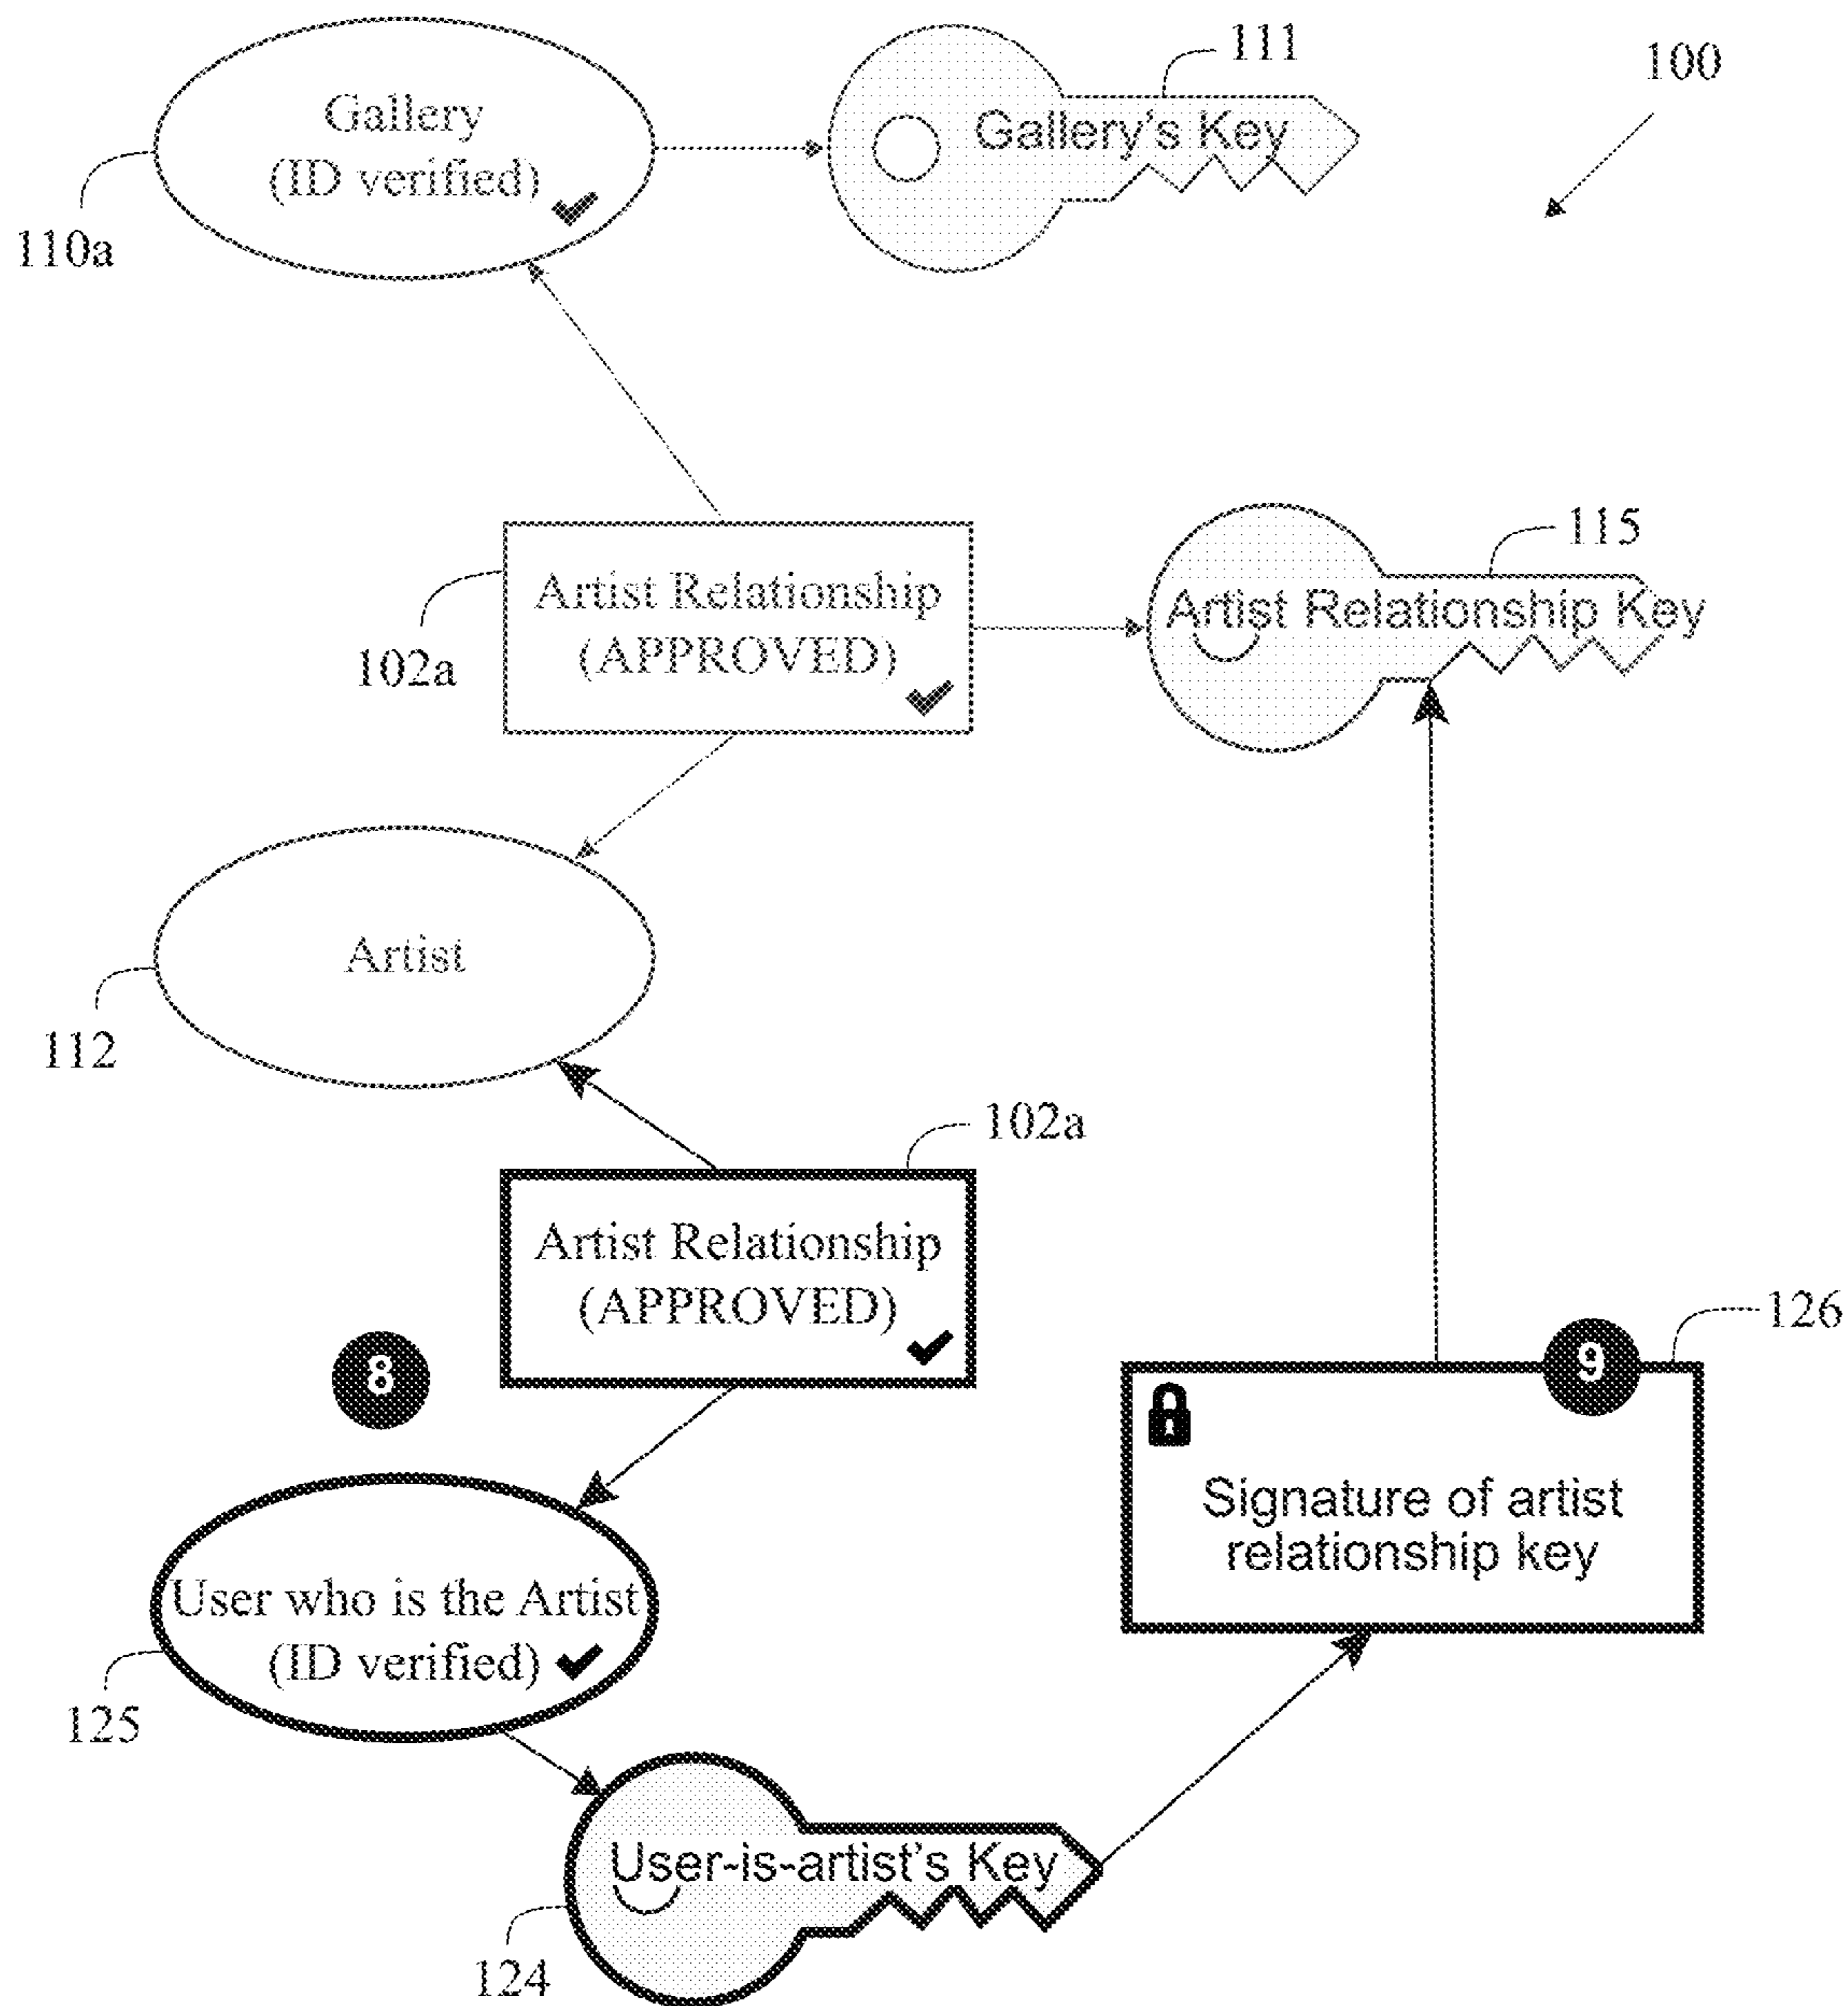 111
100
Gallery
(ID verified)
Gallery's Key
110a
115
Artist Relationship
(APPROVED)
Artist Relationship Key
102a
Artist
112
102a
Artist Relationship
(APPROVED)
126
8
9
Signature of artist
relationship key
User who is the Artist
(ID verified)
125
User-is-artist's Key
124